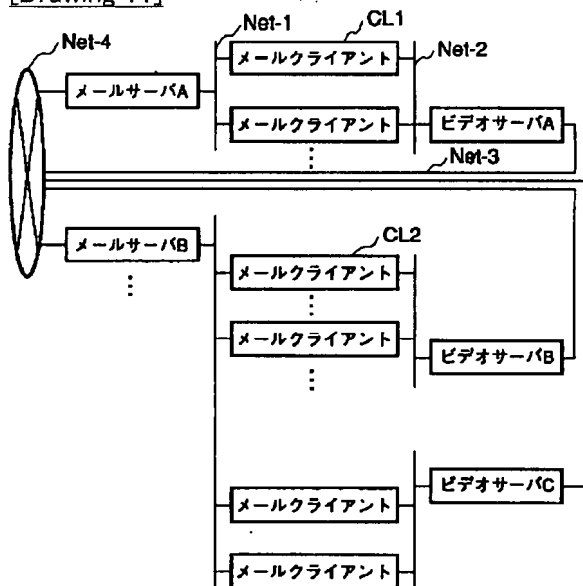 [Drawing 11]
Net-4
Net-1
CL1
Net-2
メールサーバA
メールクライアント
メールクライアント
ビデオサーバA
Net-3
メールサーバB
CL2
メールクライアント
メールクライアント
ビデオサーバB
ビデオサーバC
メールクライアント
メールクライアント